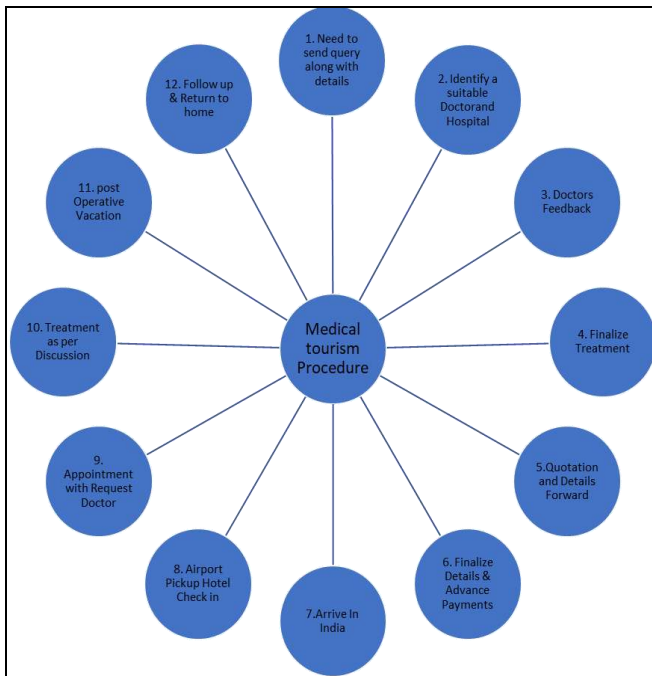 1. Need to
send query
along with
details
2. Identify a
suitable
Doctorand
Hospital
3. Doctors
Feedback
4. Finalize
Treatment
5.Quotation
and Details
Forward
6. Finalize
Details &
Advance
Payments
7.Arrive In
India
8. Airport
Pickup Hotel
Check in
9.
Appointment
with Request
Doctor
10. Treatment
as per
Discussion
11. post
Operative
Vacation
12. Follow up
& Return to
home
Medical
tourism
Procedure